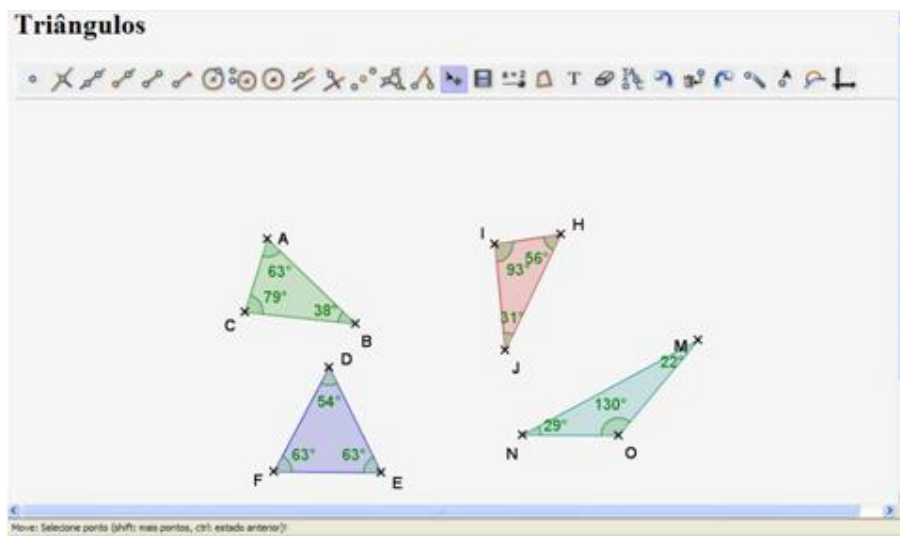 Triângulos
A
63°
79°
38°
C
B
I
H
93°
56°
31°
J
D
54°
63°
63°
F
E
M
22°
130°
29°
N
O
Move: Selecione ponto (shift: mais pontos, ctrl: estado anterior)!